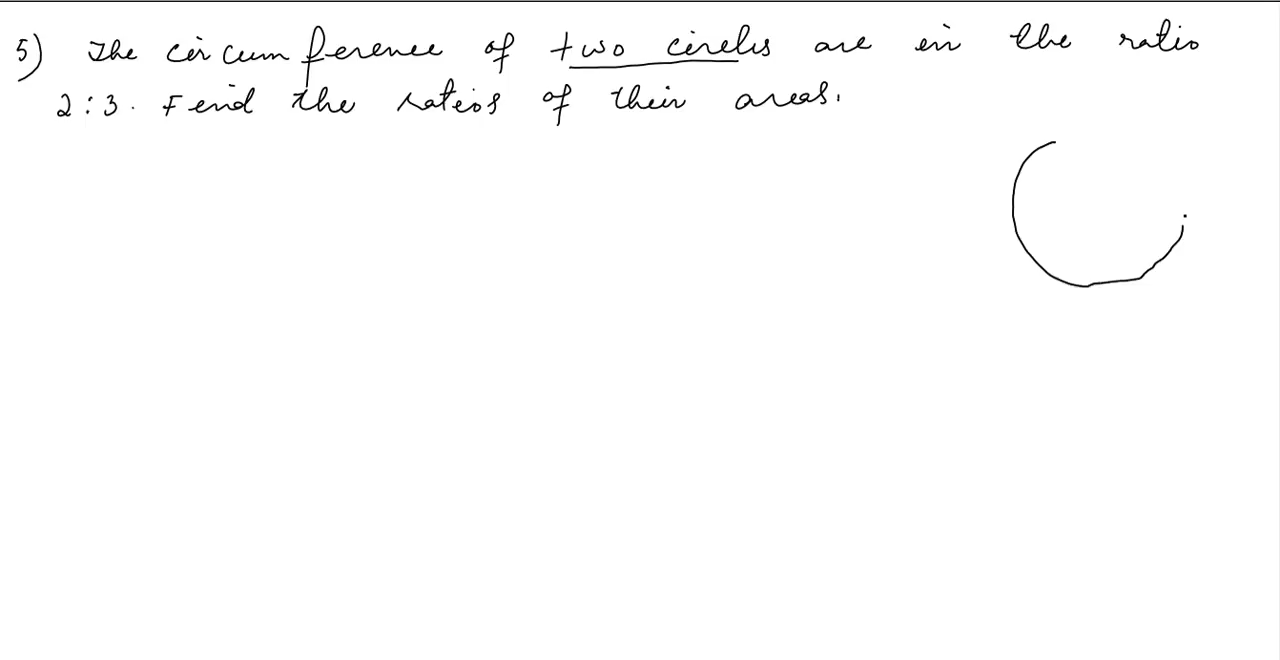 5) The circumference of two circles are in the ratio
2:3. Find the ratios of their areas.